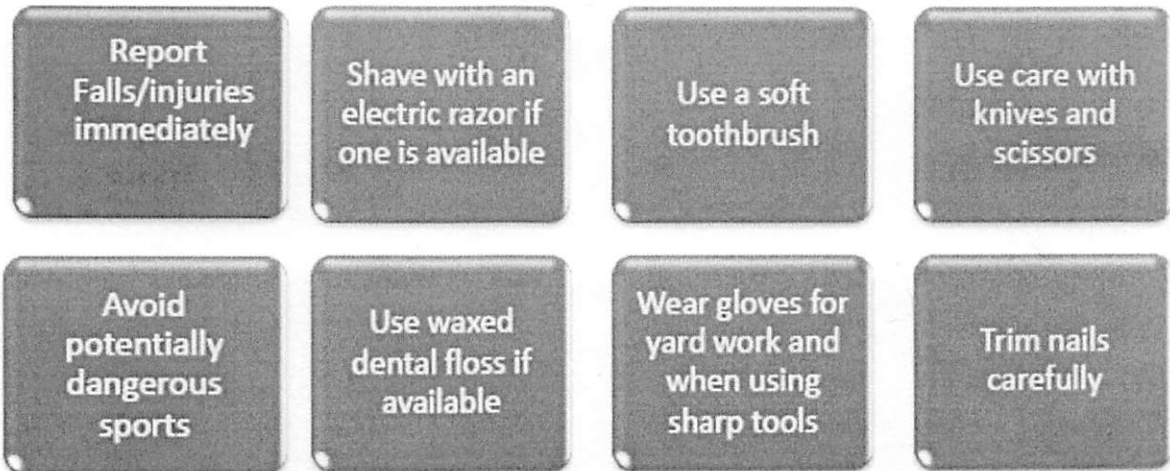 Report
Falls/injuries
immediately
Shave with an
electric razor if
one is available
Use a soft
toothbrush
Use care with
knives and
scissors
Avoid
potentially
dangerous
sports
Use waxed
dental floss if
available
Wear gloves for
yard work and
when using
sharp tools
Trim nails
carefully